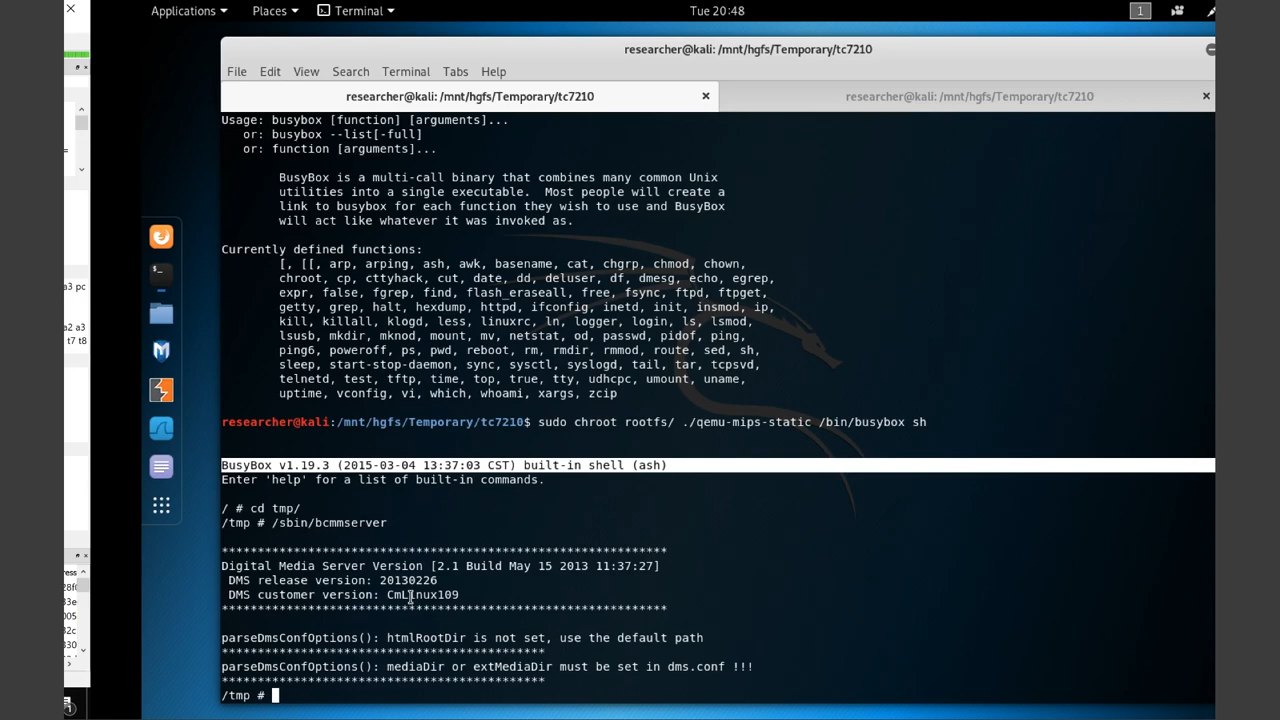 Applications Places Terminal Tue 20:48 1
researcher@kali: /mnt/hgfs/Temporary/tc7210
File Edit View Search Terminal Tabs Help
researcher@kali: /mnt/hgfs/Temporary/tc7210 researcher@kali: /mnt/hgfs/Temporary/tc7210
Usage: busybox [function] [arguments]...
or: busybox --list[-full]
or: function [arguments]...
BusyBox is a multi-call binary that combines many common Unix
utilities into a single executable.  Most people will create a
link to busybox for each function they wish to use and BusyBox
will act like whatever it was invoked as.
Currently defined functions:
[, [[, arp, arping, ash, awk, basename, cat, chgrp, chmod, chown,
chroot, cp, cttyhack, cut, date, dd, deluser, df, dmesg, echo, egrep,
expr, false, fgrep, find, flash_eraseall, free, fsync, ftpd, ftpget,
getty, grep, halt, hexdump, httpd, ifconfig, inetd, init, insmod, ip,
kill, killall, klogd, less, linuxrc, ln, logger, login, ls, lsmod,
lsusb, mkdir, mknod, mount, mv, netstat, od, passwd, pidof, ping,
ping6, poweroff, ps, pwd, reboot, rm, rmdir, rmmod, route, sed, sh,
sleep, start-stop-daemon, sync, sysctl, syslogd, tail, tar, tcpsvd,
telnetd, test, tftp, time, top, true, tty, udhcpc, umount, uname,
uptime, vconfig, vi, which, whoami, xargs, zcip
researcher@kali:/mnt/hgfs/Temporary/tc7210$ sudo chroot rootfs/ ./qemu-mips-static /bin/busybox sh
BusyBox v1.19.3 (2015-03-04 13:37:03 CST) built-in shell (ash)
Enter 'help' for a list of built-in commands.
/ # cd tmp/
/tmp # /sbin/bcmmserver
**************************************************************
Digital Media Server Version [2.1 Build May 15 2013 11:37:27]
DMS release version: 20130226
DMS customer version: CmLinux109
**************************************************************
parseDmsConfOptions(): htmlRootDir is not set, use the default path
*********************************************
parseDmsConfOptions(): mediaDir or extMediaDir must be set in dms.conf !!!
*********************************************
/tmp #
a3 pc
a2 a3
t7 t8
ress
28f
33e
005
32c
330